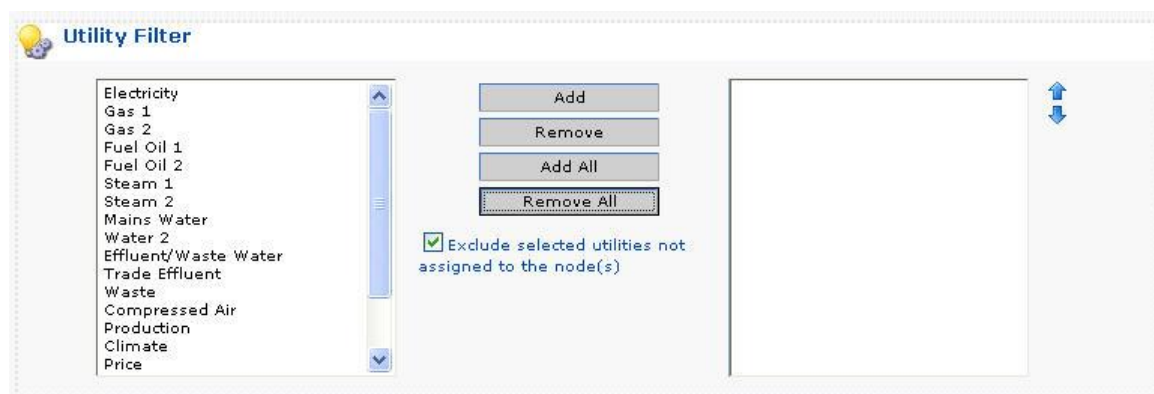 Utility Filter
Electricity
Gas 1
Gas 2
Fuel Oil 1
Fuel Oil 2
Steam 1
Steam 2
Mains Water
Water 2
Effluent/Waste Water
Trade Effluent
Waste
Compressed Air
Production
Climate
Price
Add
Remove
Add All
Remove All
Exclude selected utilities not
assigned to the node(s)